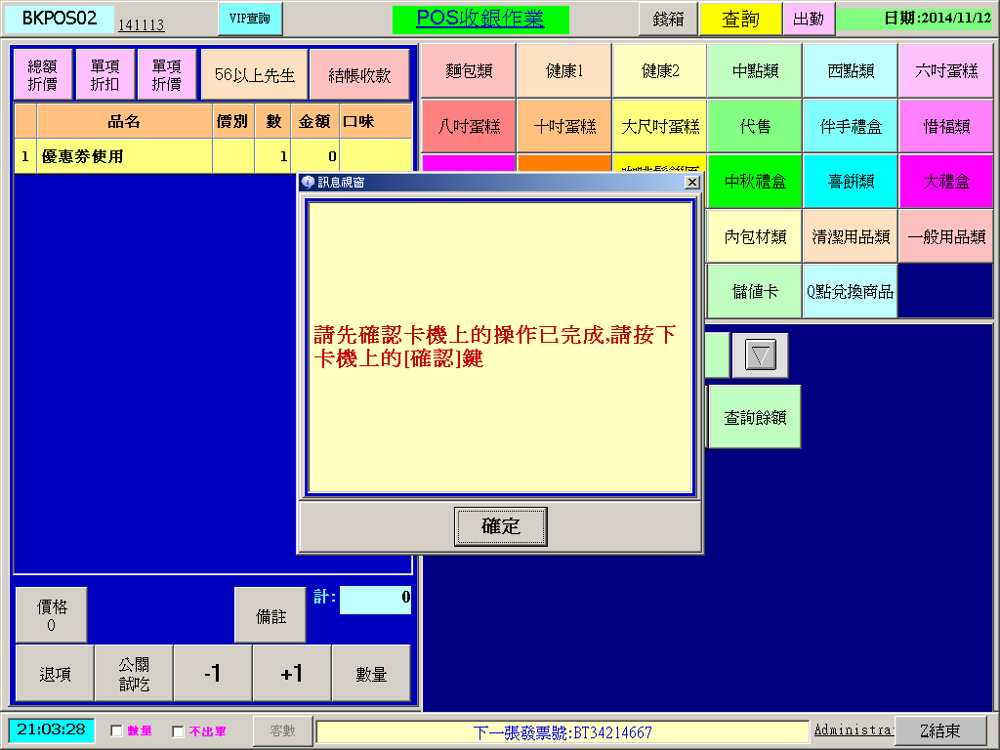 BKPOS02
141113
VIP查詢
POS收銀作業
錢箱
查詢
出勤
日期:2014/11/12
總額
折價
單項
折扣
單項
折價
56以上先生
結帳收款
麵包類
健康1
健康2
中點類
西點類
六吋蛋糕
品名
價別
數
金額
口味
八吋蛋糕
十吋蛋糕
大尺吋蛋糕
代售
伴手禮盒
惜福類
1
優惠劵使用
1
0
中秋禮盒
喜餅類
大禮盒
訊息視窗
請先確認卡機上的操作已完成,請按下
卡機上的[確認]鍵
確定
內包材類
清潔用品類
一般用品類
儲值卡
Q點兌換商品
查詢餘額
價格
0
備註
計:
0
退項
公關
試吃
-1
+1
數量
21:03:28
數量
不出單
客數
下一張發票號:BT34214667
Administra
Z結束